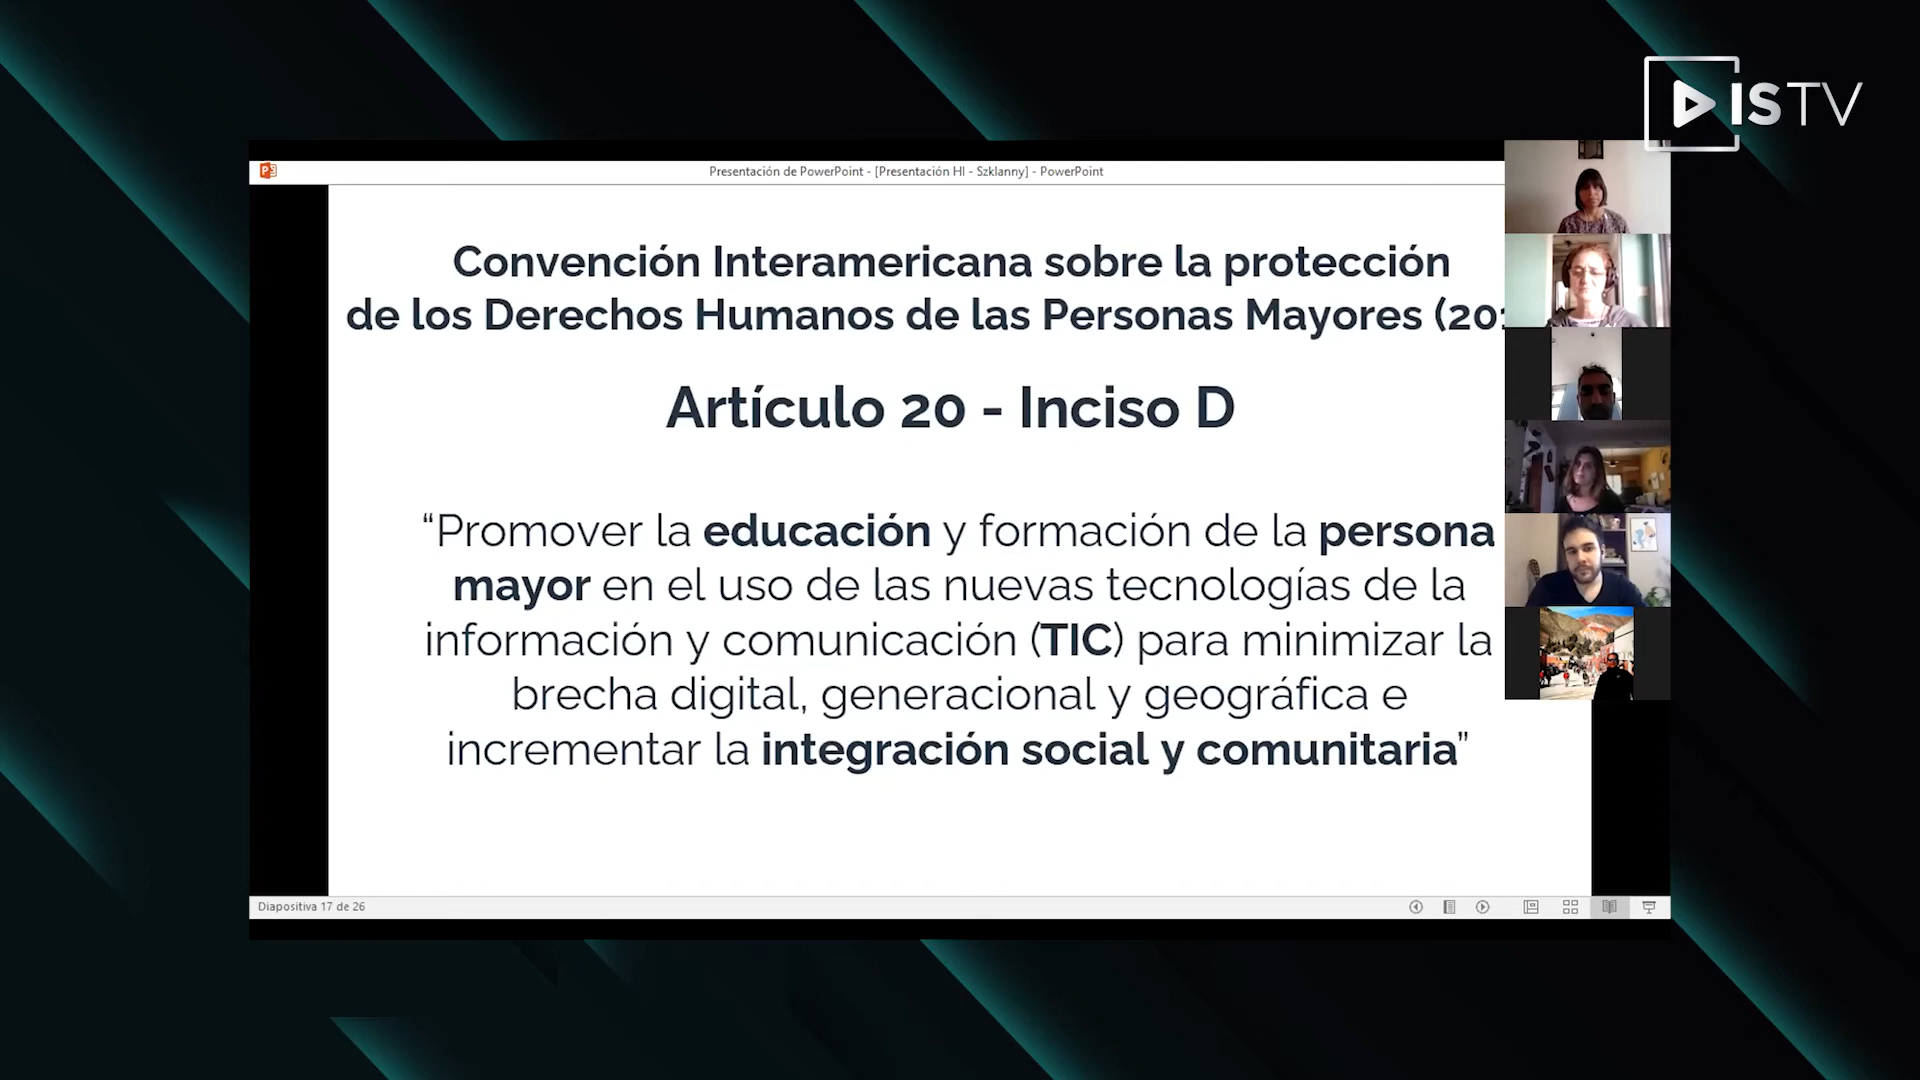 ISTV
Presentación de PowerPoint - [Presentación HI - Szklanny] - PowerPoint
Convención Interamericana sobre la protección
de los Derechos Humanos de las Personas Mayores
Artículo 20 - Inciso D
“Promover la educación y formación de la persona
mayor en el uso de las nuevas tecnologías de la
información y comunicación (TIC) para minimizar la
brecha digital, generacional y geográfica e
incrementar la integración social y comunitaria”
Diapositiva 17 de 26